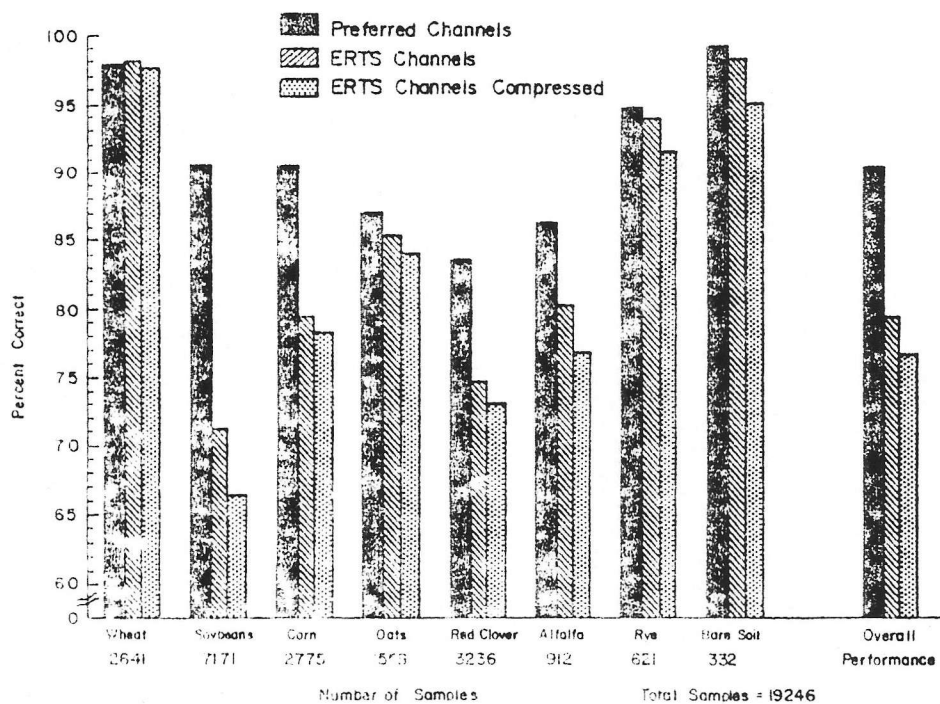 Preferred Channels
ERTS Channels
ERTS Channels Compressed
100
95
90
85
80
75
70
65
60
0
Percent Correct
Wheat Soybeans Corn Oats Red Clover Alfalfa Rye Bare Soil Overall
2641 7171 2775 3236 912 621 332 Performance
Number of Samples Total Samples = 19246